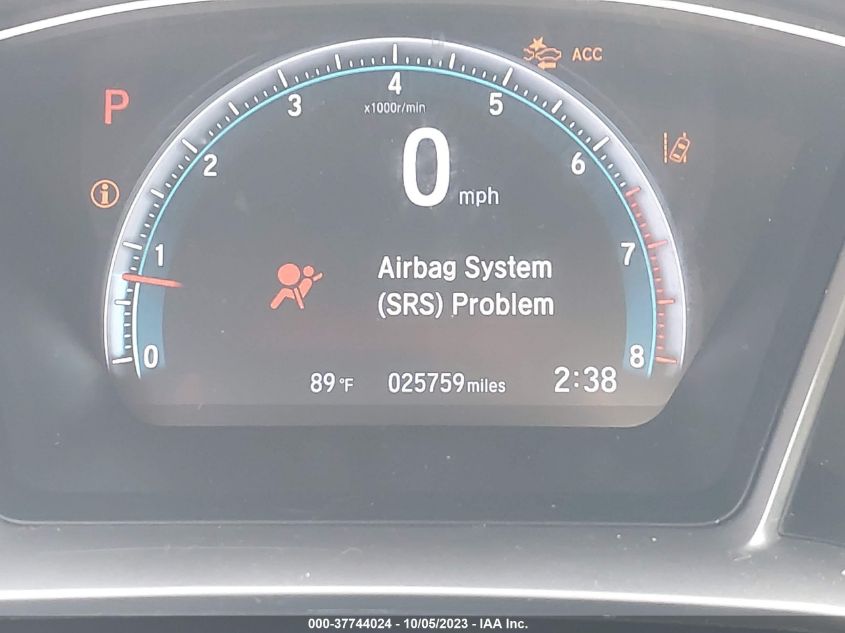 ACC
P
4
3
5
x1000r/min
2
6
0 mph
1
7
Airbag System
(SRS) Problem
0
8
89 °F 025759 miles 2:38
000-37744024 - 10/05/2023 - IAA Inc.